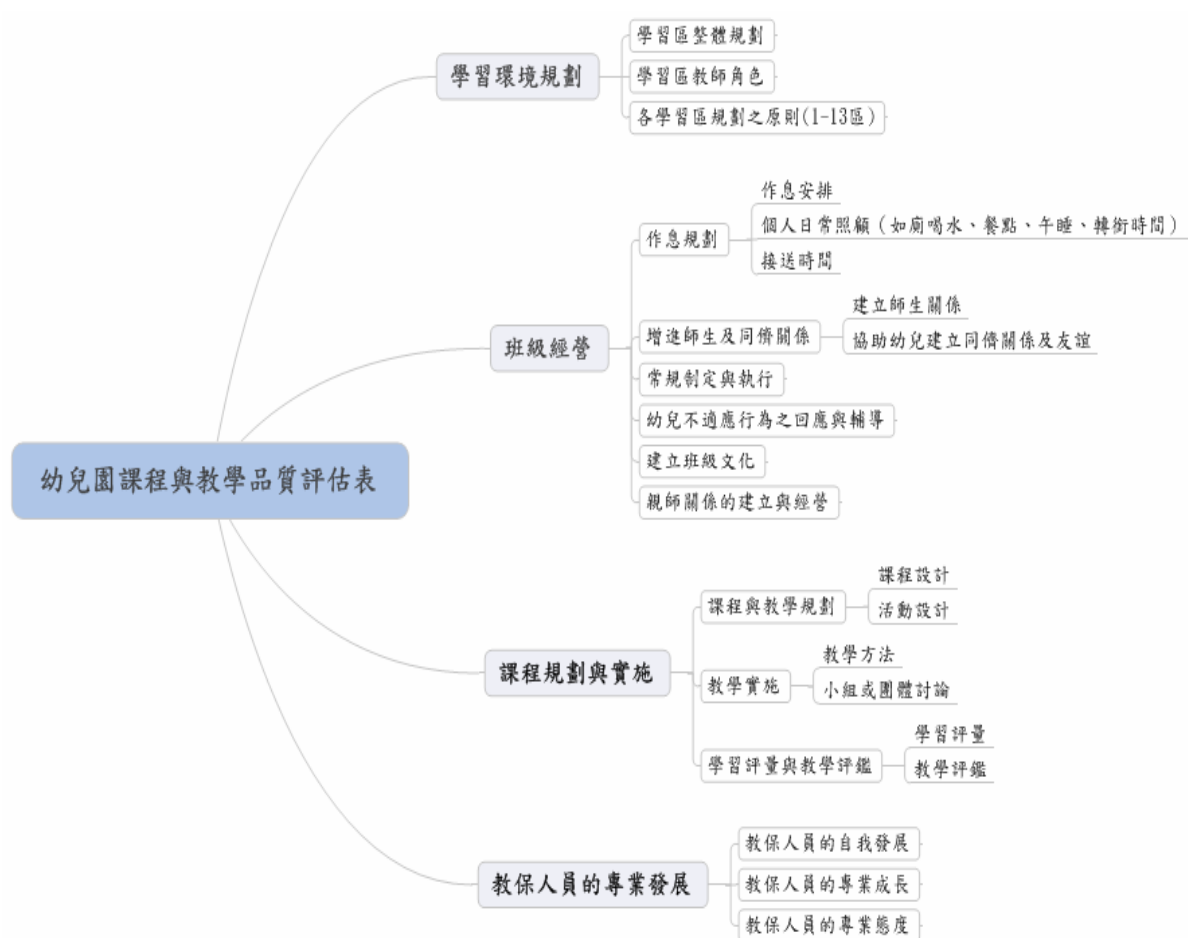 幼兒園課程與教學品質評估表
學習環境規劃
學習區整體規劃
學習區教師角色
各學習區規劃之原則(1-13區)
班級經營
作息規劃
作息安排
個人日常照顧（如廁喝水、餐點、午睡、轉銜時間）
接送時間
增進師生及同儕關係
建立師生關係
協助幼兒建立同儕關係及友誼
常規制定與執行
幼兒不適應行為之回應與輔導
建立班級文化
親師關係的建立與經營
課程規劃與實施
課程與教學規劃
課程設計
活動設計
教學實施
教學方法
小組或團體討論
學習評量與教學評鑑
學習評量
教學評鑑
教保人員的專業發展
教保人員的自我發展
教保人員的專業成長
教保人員的專業態度